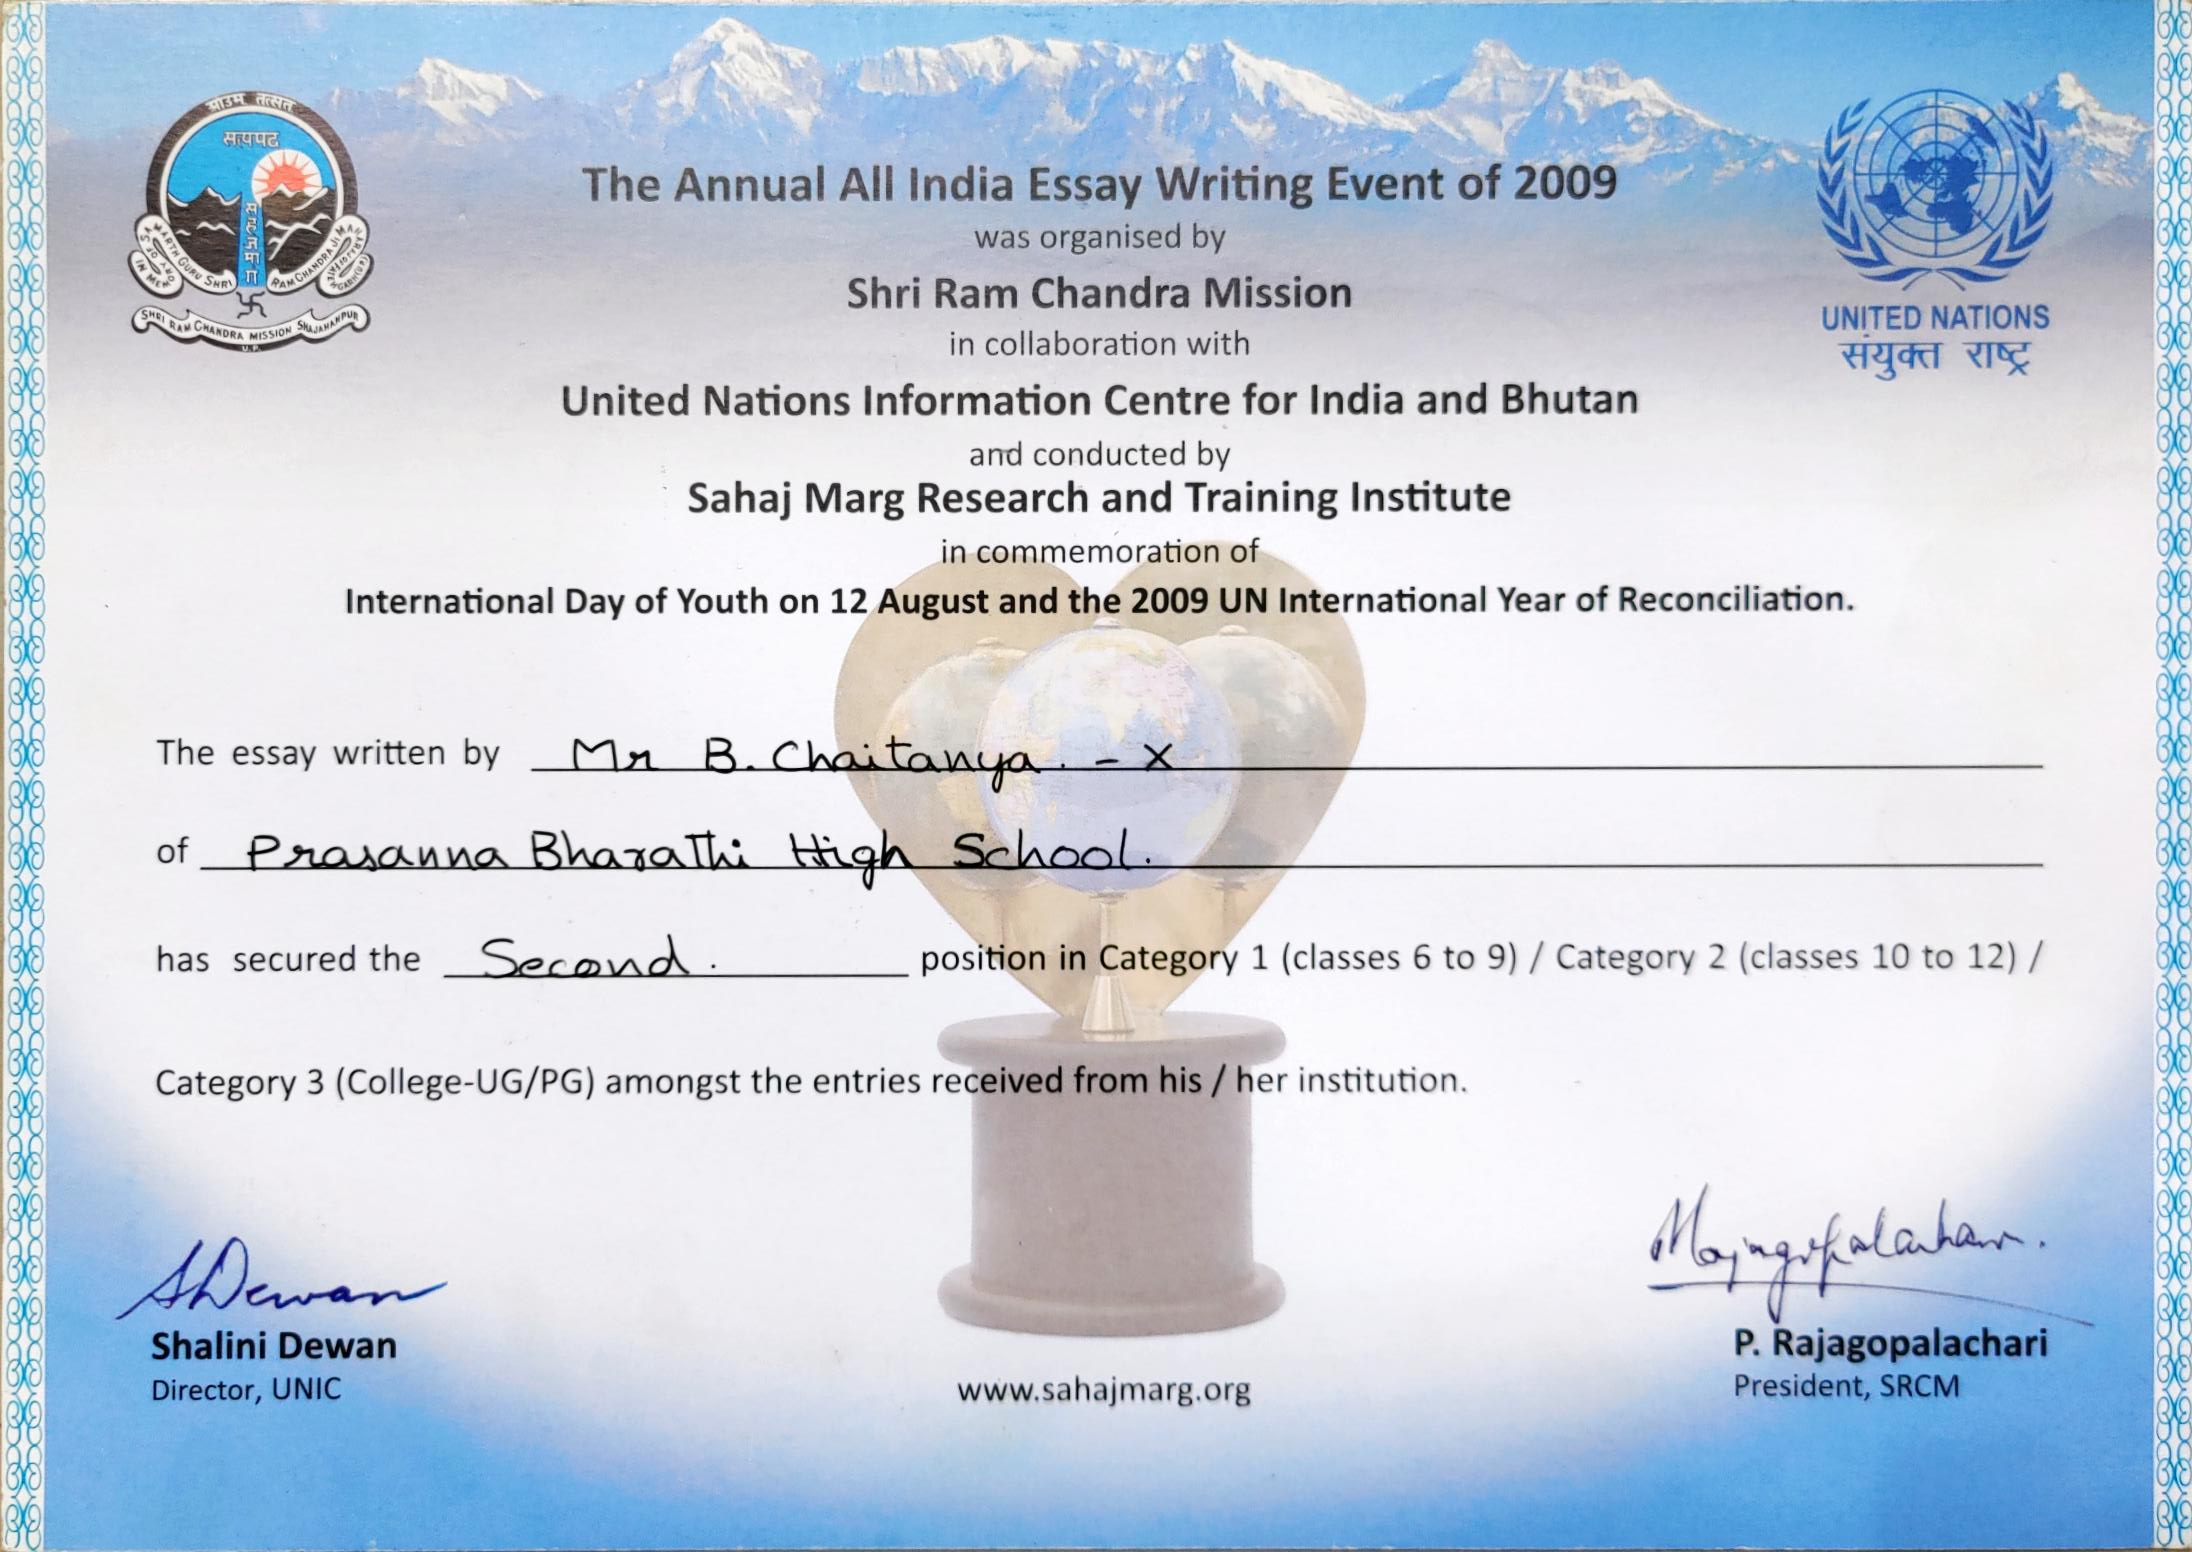 ओउम तत्सत
सत्यपद
सहज मार्ग
IN MEMORY OF SAMARTH GURU SHRI RAM CHANDRAJI MAHARAJ OF FATEHGARH (U.P.)
SHRI RAM CHANDRA MISSION SHAJAHANPUR
U.P.
UNITED NATIONS
संयुक्त राष्ट्र
The Annual All India Essay Writing Event of 2009
was organised by
Shri Ram Chandra Mission
in collaboration with
United Nations Information Centre for India and Bhutan
and conducted by
Sahaj Marg Research and Training Institute
in commemoration of
International Day of Youth on 12 August and the 2009 UN International Year of Reconciliation.
The essay written by Mr B. Chaitanya. - X
of Prasanna Bharathi High School.
has secured the Second. position in Category 1 (classes 6 to 9) / Category 2 (classes 10 to 12) /
Category 3 (College-UG/PG) amongst the entries received from his / her institution.
SDewan
Shalini Dewan
Director, UNIC
www.sahajmarg.org
P. Rajagopalachari
President, SRCM